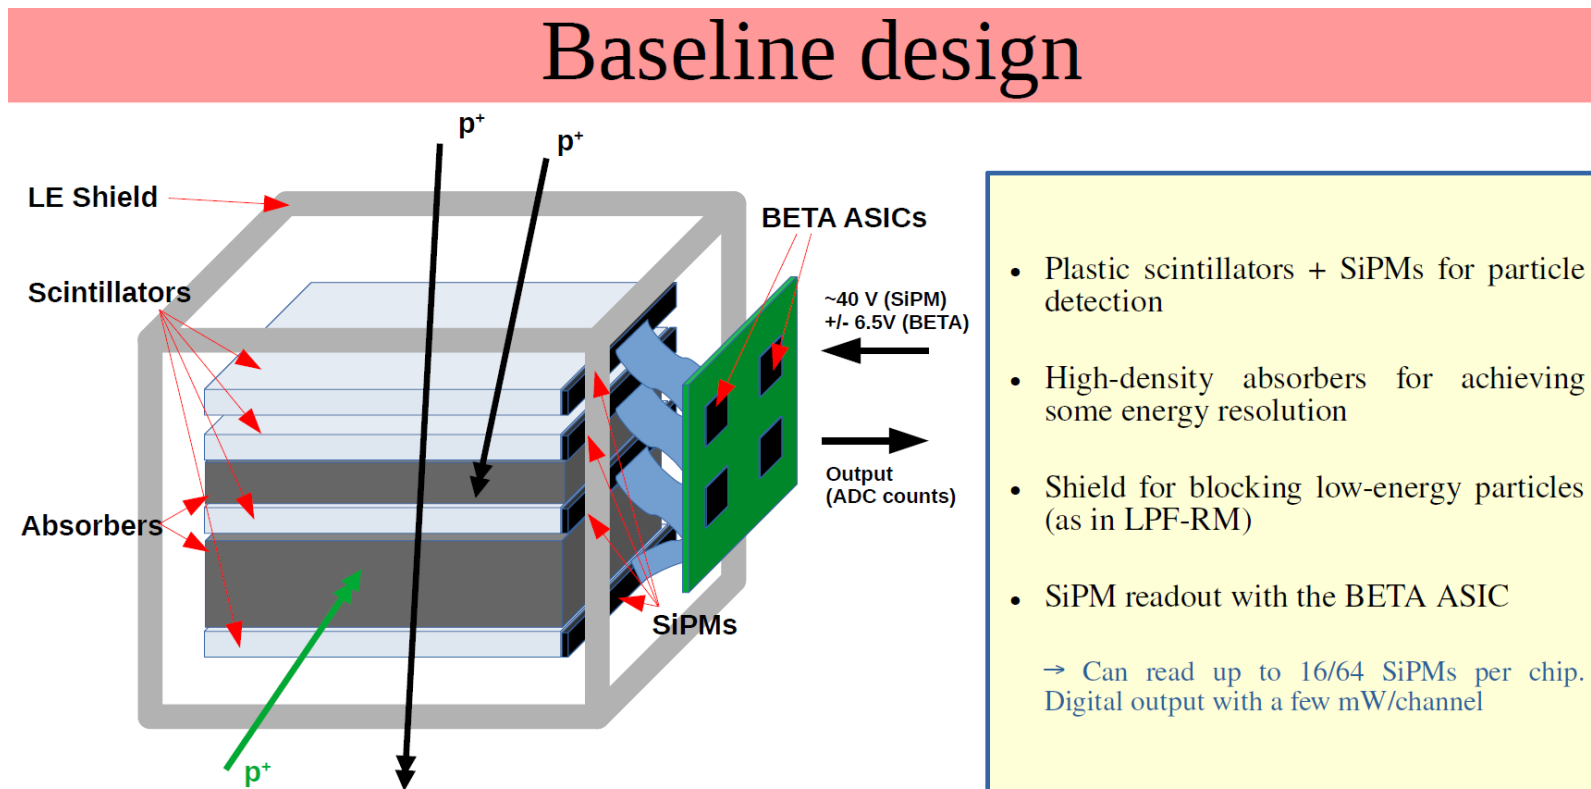 Baseline design
p+
p+
LE Shield
BETA ASICs
Scintillators
~40 V (SiPM)
+/- 6.5V (BETA)
Output
(ADC counts)
Absorbers
SiPMs
p+
• Plastic scintillators + SiPMs for particle
detection
• High-density absorbers for achieving
some energy resolution
• Shield for blocking low-energy particles
(as in LPF-RM)
• SiPM readout with the BETA ASIC
→ Can read up to 16/64 SiPMs per chip.
Digital output with a few mW/channel